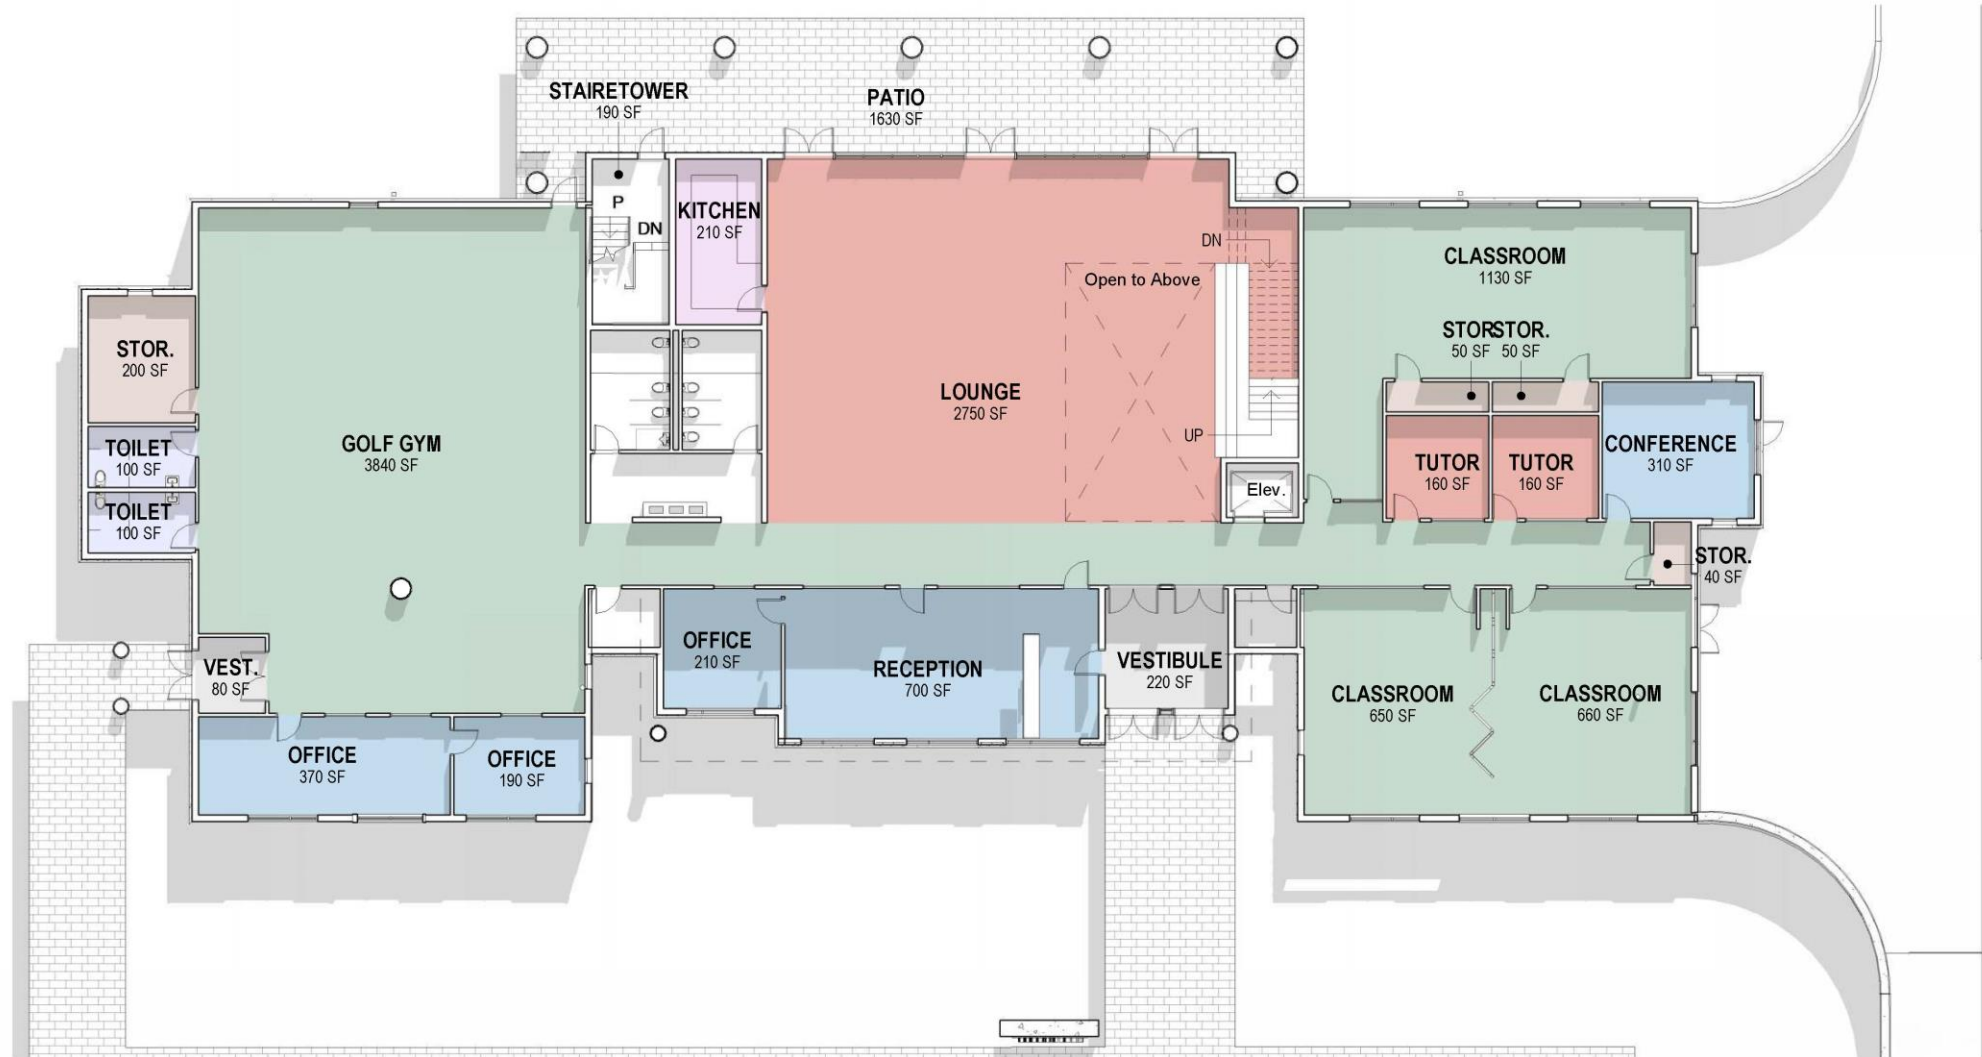 STAIRETOWER
190 SF
PATIO
1630 SF
P
DN
KITCHEN
210 SF
DN
Open to Above
UP
Elev.
CLASSROOM
1130 SF
STOR.
50 SF
STOR.
50 SF
STOR.
200 SF
TOILET
100 SF
TOILET
100 SF
GOLF GYM
3840 SF
LOUNGE
2750 SF
TUTOR
160 SF
TUTOR
160 SF
CONFERENCE
310 SF
STOR.
40 SF
VEST.
80 SF
OFFICE
210 SF
RECEPTION
700 SF
VESTIBULE
220 SF
CLASSROOM
650 SF
CLASSROOM
660 SF
OFFICE
370 SF
OFFICE
190 SF